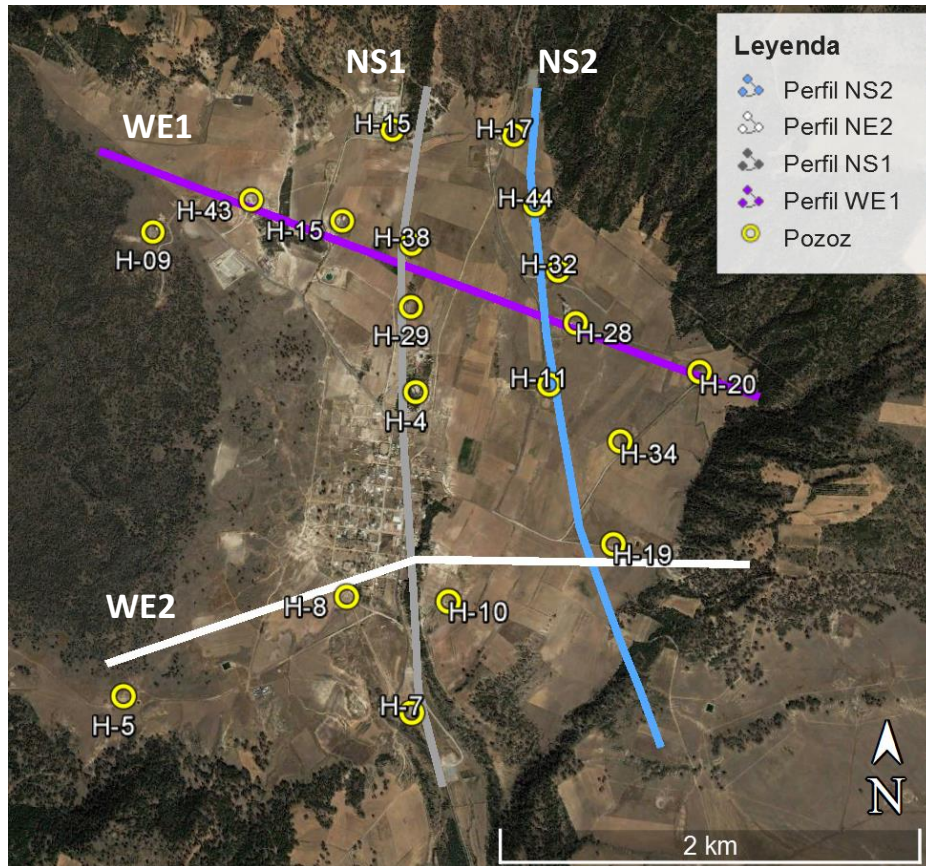 NS1
NS2
Leyenda
Perfil NS2
Perfil NE2
Perfil NS1
Perfil WE1
Pozoz
WE1
H-15
H-17
H-43
H-15
H-44
H-38
H-09
H-32
H-29
H-28
H-11
H-20
H-4
H-34
H-19
WE2
H-8
H-10
H-5
H-7
N
2 km